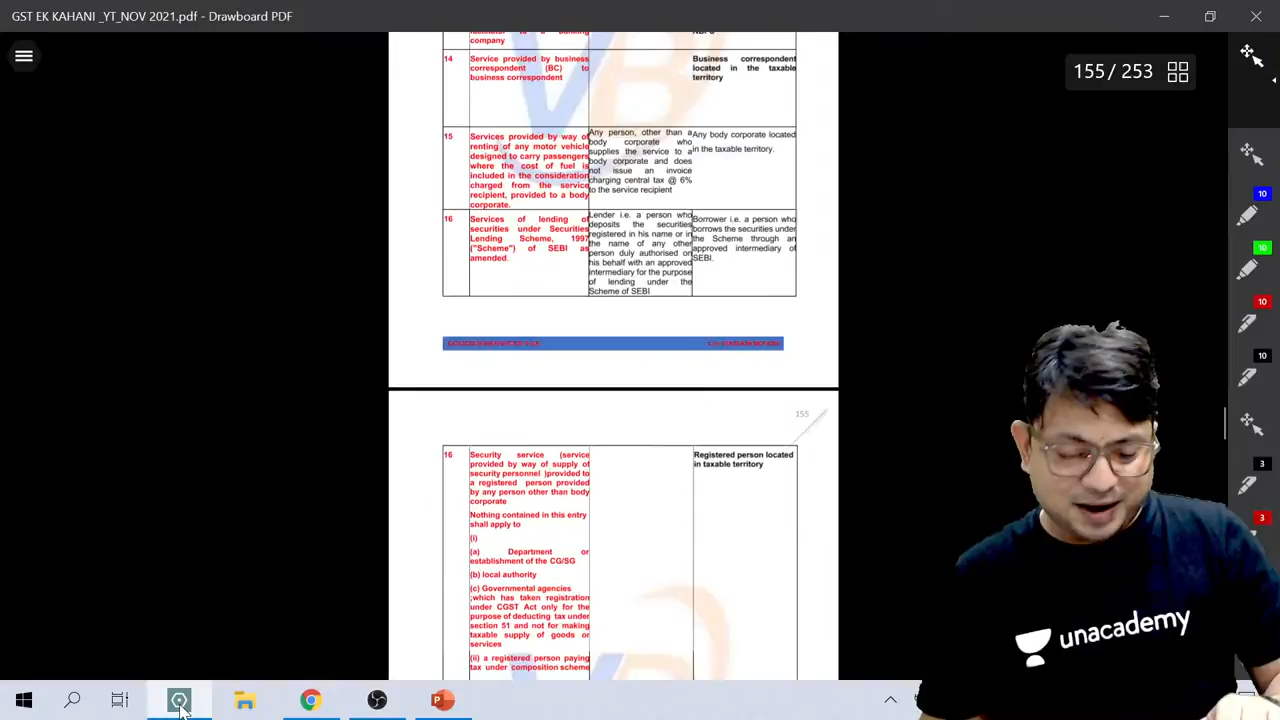 GST EK KAHANI _YT_NOV 2021.pdf - Drawboard PDF
155 / 253
company
14
Service provided by business
correspondent (BC) to
business correspondent
Business correspondent
located in the taxable
territory
15
Services provided by way of
renting of any motor vehicle
designed to carry passengers
where the cost of fuel is
included in the consideration
charged from the service
recipient, provided to a body
corporate.
Any person, other than a
body corporate who
supplies the service to a
body corporate and does
not issue an invoice
charging central tax @ 6%
to the service recipient
Any body corporate located
in the taxable territory.
16
Services of lending of
securities under Securities
Lending Scheme, 1997
("Scheme") of SEBI as
amended.
Lender i.e. a person who
deposits the securities
registered in his name or in
the name of any other
person duly authorised on
his behalf with an approved
intermediary for the purpose
of lending under the
Scheme of SEBI
Borrower i.e. a person who
borrows the securities under
the Scheme through an
approved intermediary of
SEBI.
155
16
Security service (service
provided by way of supply of
security personnel )provided to
a registered person provided
by any person other than body
corporate
Nothing contained in this entry
shall apply to
(i)
(a) Department or
establishment of the CG/SG
(b) local authority
(c) Governmental agencies
;which has taken registration
under CGST Act only for the
purpose of deducting tax under
section 51 and not for making
taxable supply of goods or
services
(ii) a registered person paying
tax under composition scheme
Registered person located
in taxable territory
10
10
10
10
3
3
unacademy